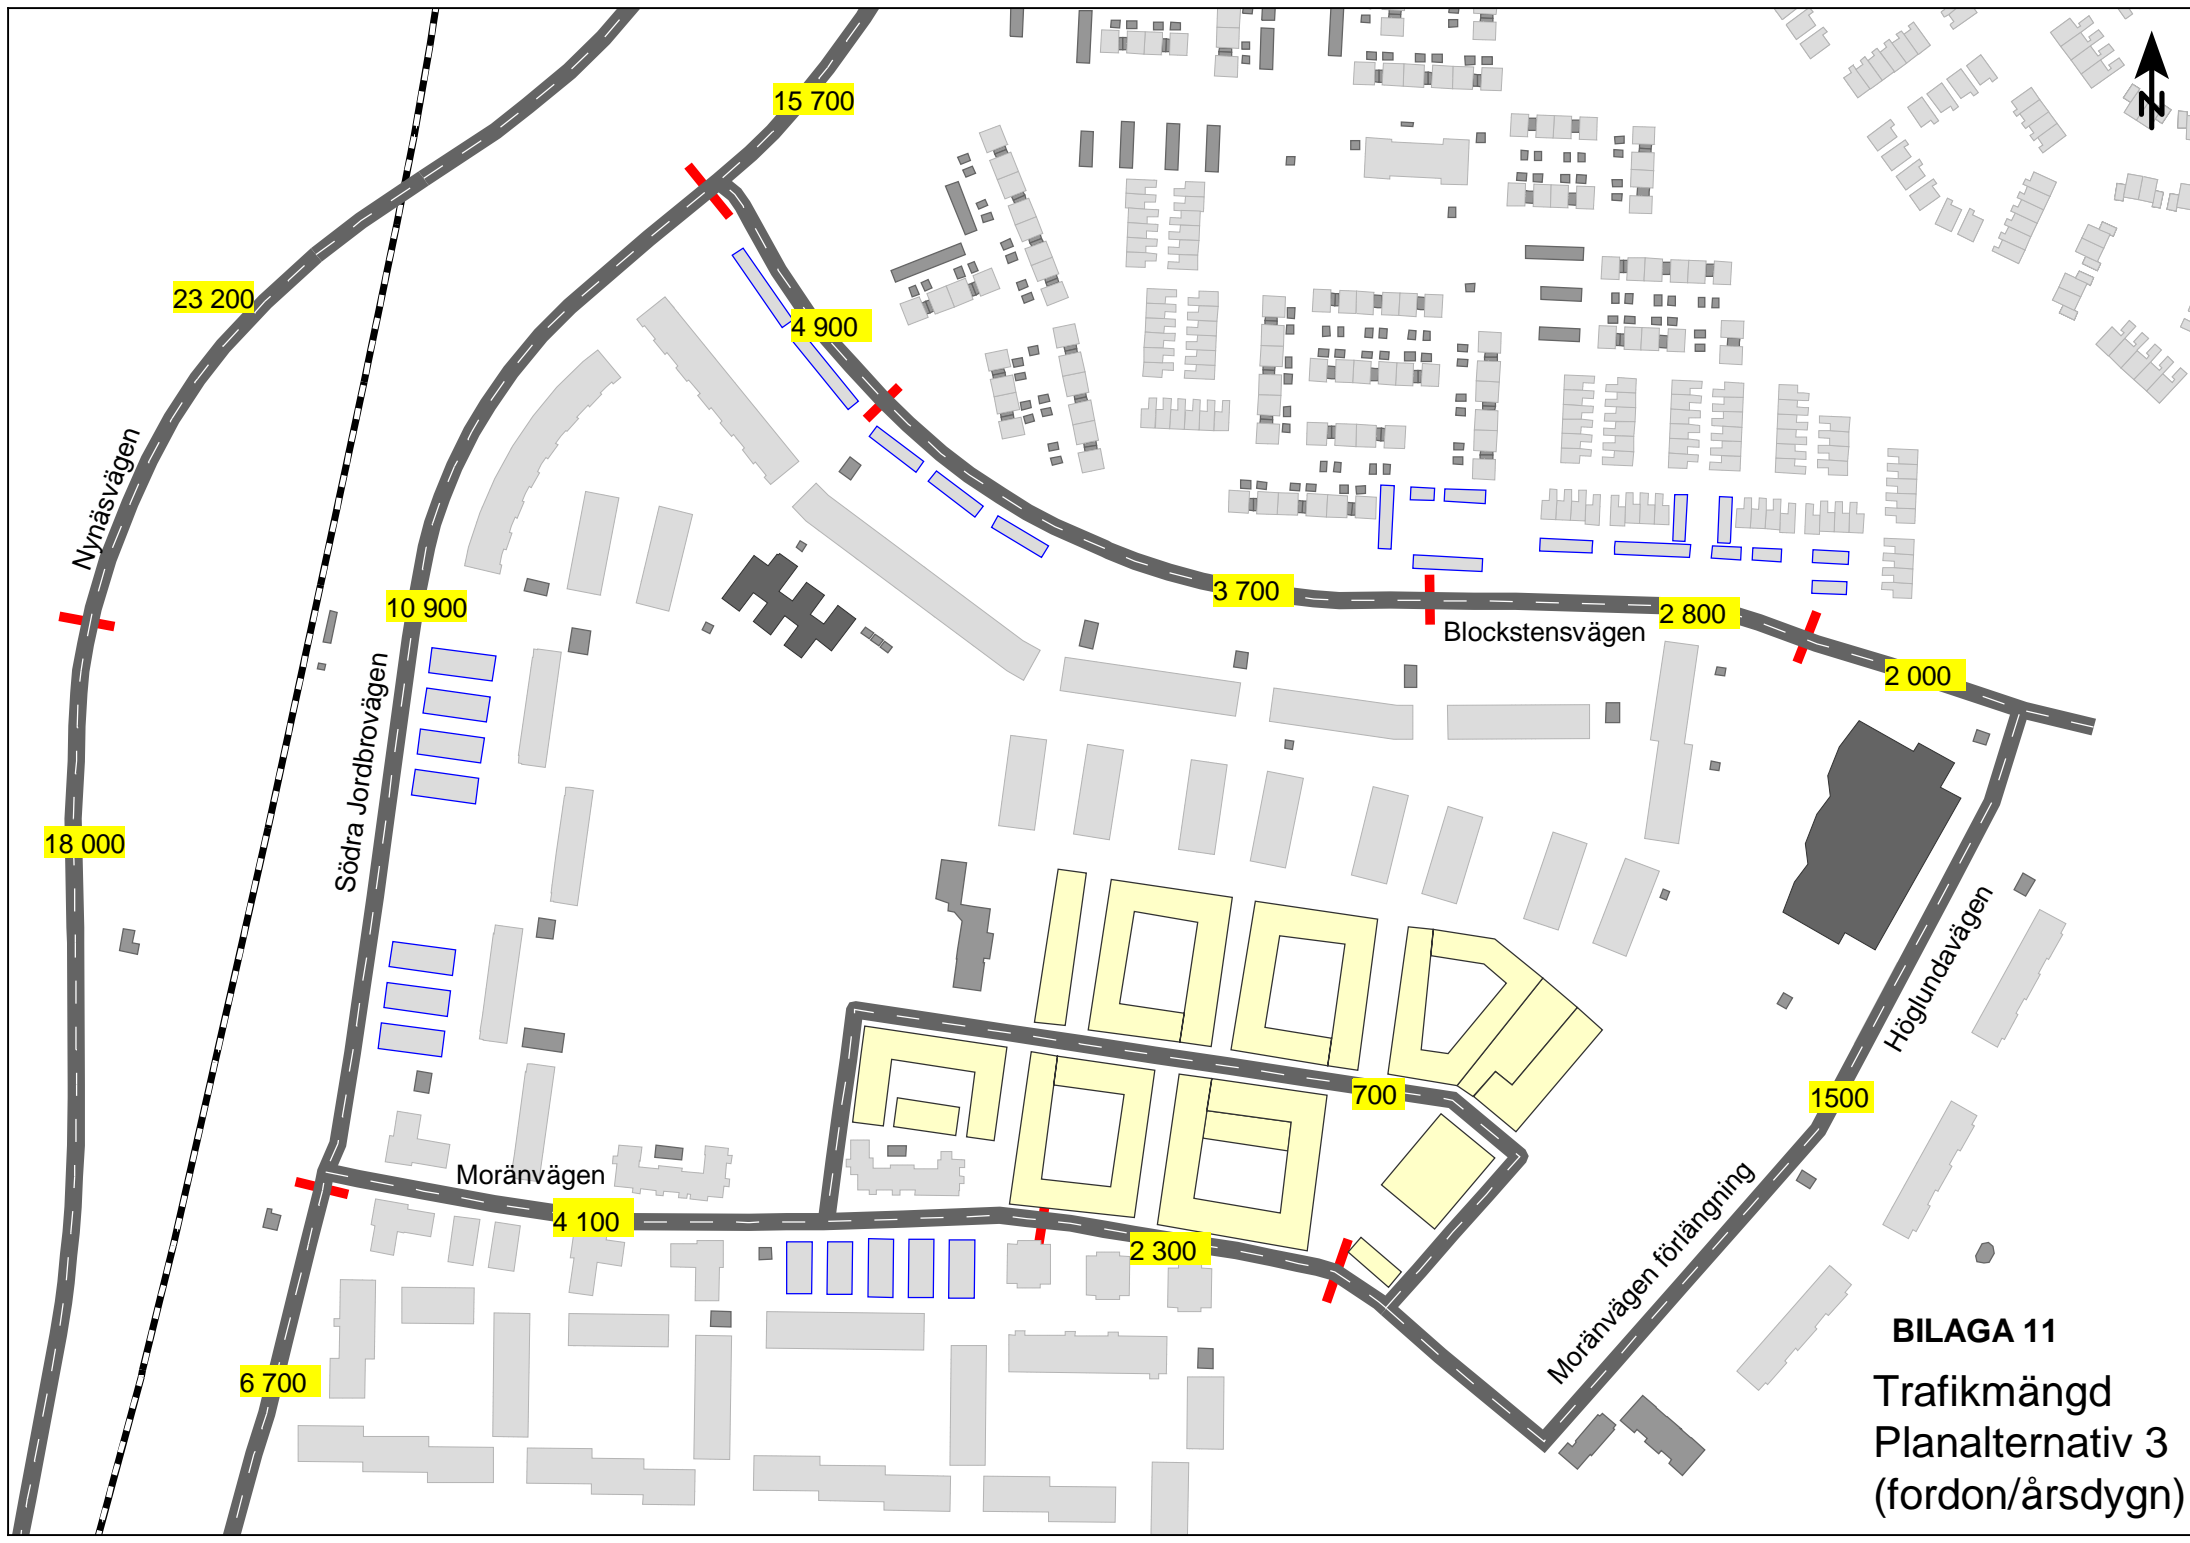 N
15 700
23 200
4 900
Nynäsvägen
3 700
10 900
2 800
Blockstensvägen
2 000
Södra Jordbrovägen
18 000
Höglundavägen
700
1500
Moränvägen
4 100
2 300
Moränvägen förlängning
6 700
BILAGA 11
Trafikmängd
Planalternativ 3
(fordon/årsdygn)